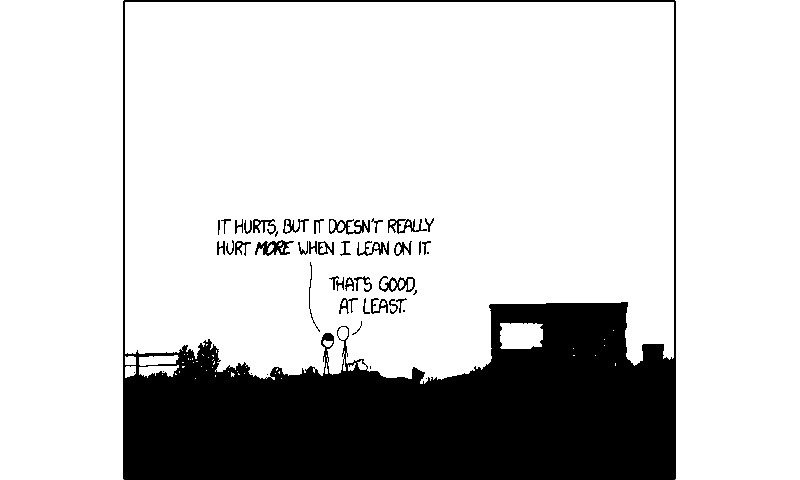 IT HURTS, BUT IT DOESN'T REALLY
HURT MORE WHEN I LEAN ON IT.
THAT'S GOOD,
AT LEAST.